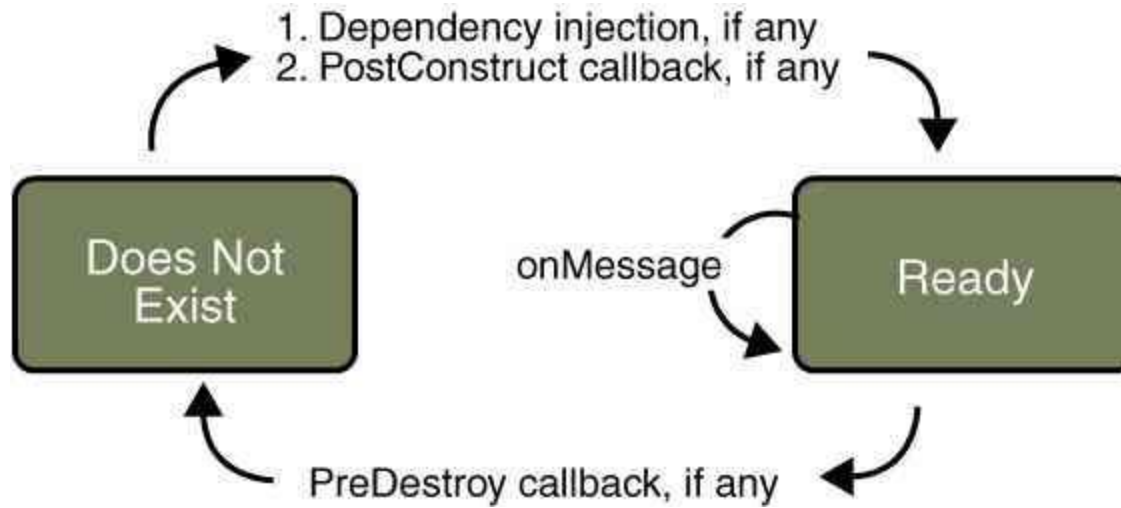 1. Dependency injection, if any
2. PostConstruct callback, if any
Does Not
Exist
onMessage
Ready
PreDestroy callback, if any